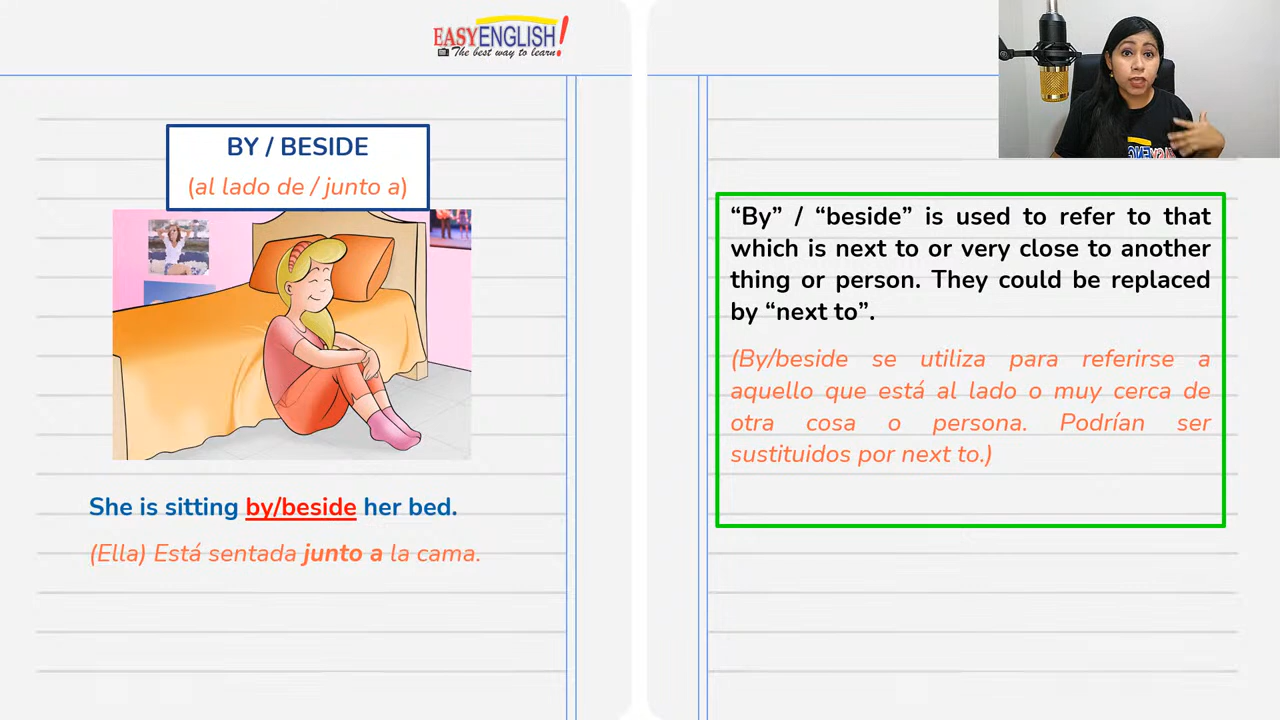 EASYENGLISH!
The best way to learn!
BY / BESIDE
(al lado de / junto a)
She is sitting by/beside her bed.
(Ella) Está sentada junto a la cama.
“By” / “beside” is used to refer to that
which is next to or very close to another
thing or person. They could be replaced
by “next to”.
(By/beside se utiliza para referirse a
aquello que está al lado o muy cerca de
otra cosa o persona. Podrían ser
sustituidos por next to.)